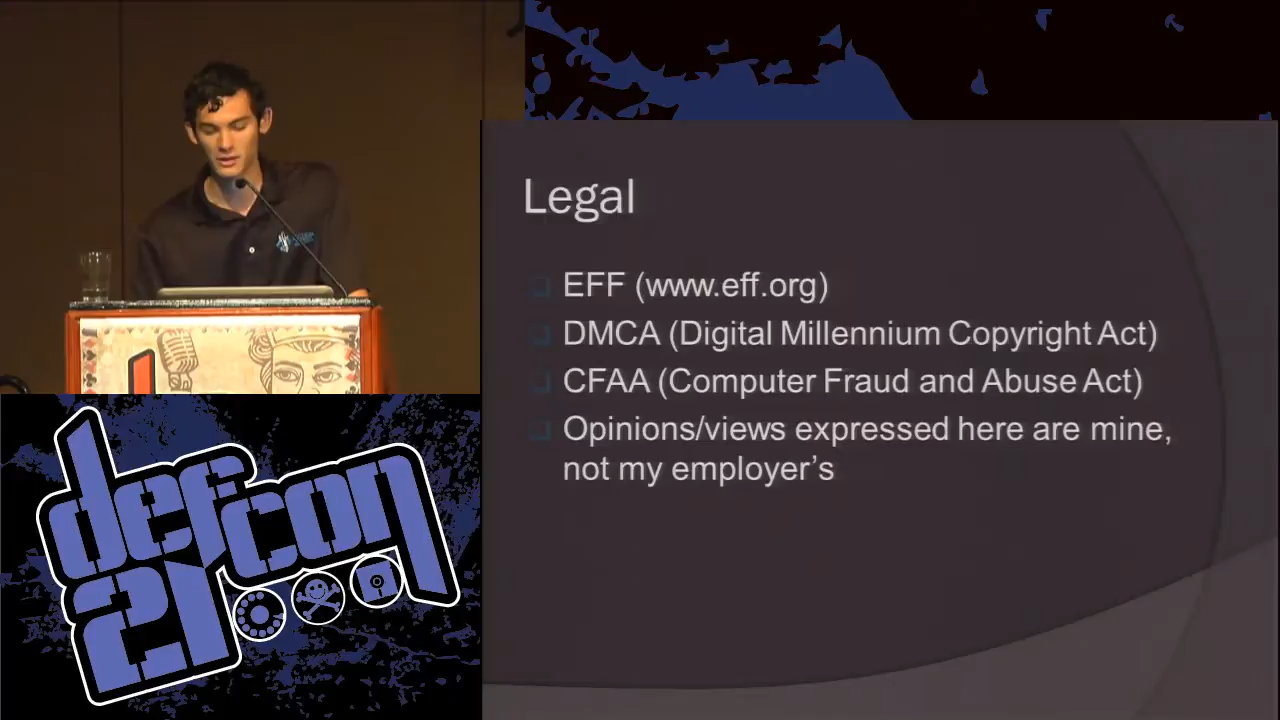 Legal
EFF (www.eff.org)
DMCA (Digital Millennium Copyright Act)
CFAA (Computer Fraud and Abuse Act)
Opinions/views expressed here are mine,
not my employer's
defcon
21